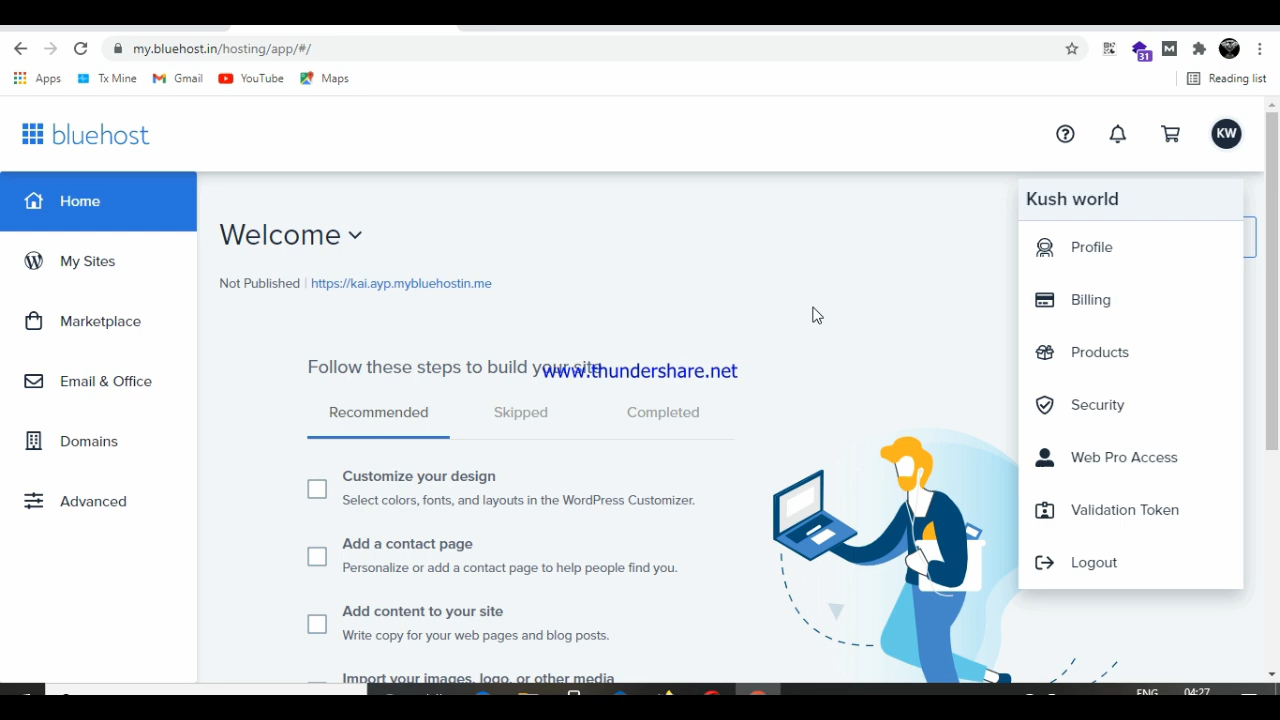 my.bluehost.in/hosting/app/#/
31
M
Apps
Tx Mine
Gmail
YouTube
Maps
Reading list
bluehost
KW
Home
My Sites
Marketplace
Email & Office
Domains
Advanced
Welcome
Not Published | https://kai.ayp.mybluehostin.me
Follow these steps to build your site
www.thundershare.net
Recommended
Skipped
Completed
Customize your design
Select colors, fonts, and layouts in the WordPress Customizer.
Add a contact page
Personalize or add a contact page to help people find you.
Add content to your site
Write copy for your web pages and blog posts.
Import your images, logo, or other media
Kush world
Profile
Billing
Products
Security
Web Pro Access
Validation Token
Logout
ENG
04:27